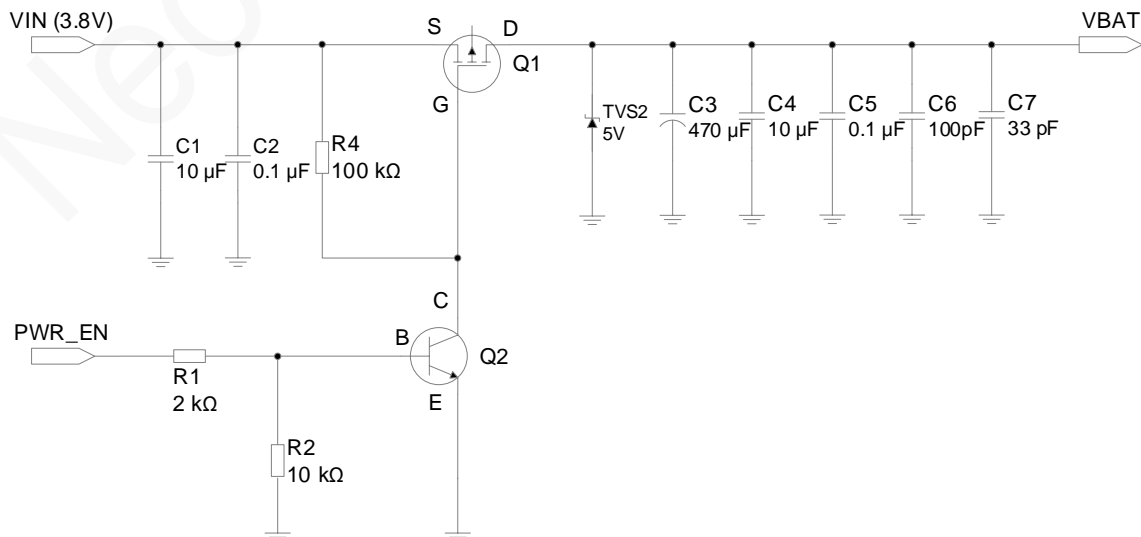 VIN (3.8V)
S
D
VBAT
Q1
G
TVS2
5V
C3
470 µF
C4
10 µF
C5
0.1 µF
C6
100pF
C7
33 pF
C1
10 µF
C2
0.1 µF
R4
100 kΩ
C
PWR_EN
B
Q2
R1
2 kΩ
E
R2
10 kΩ